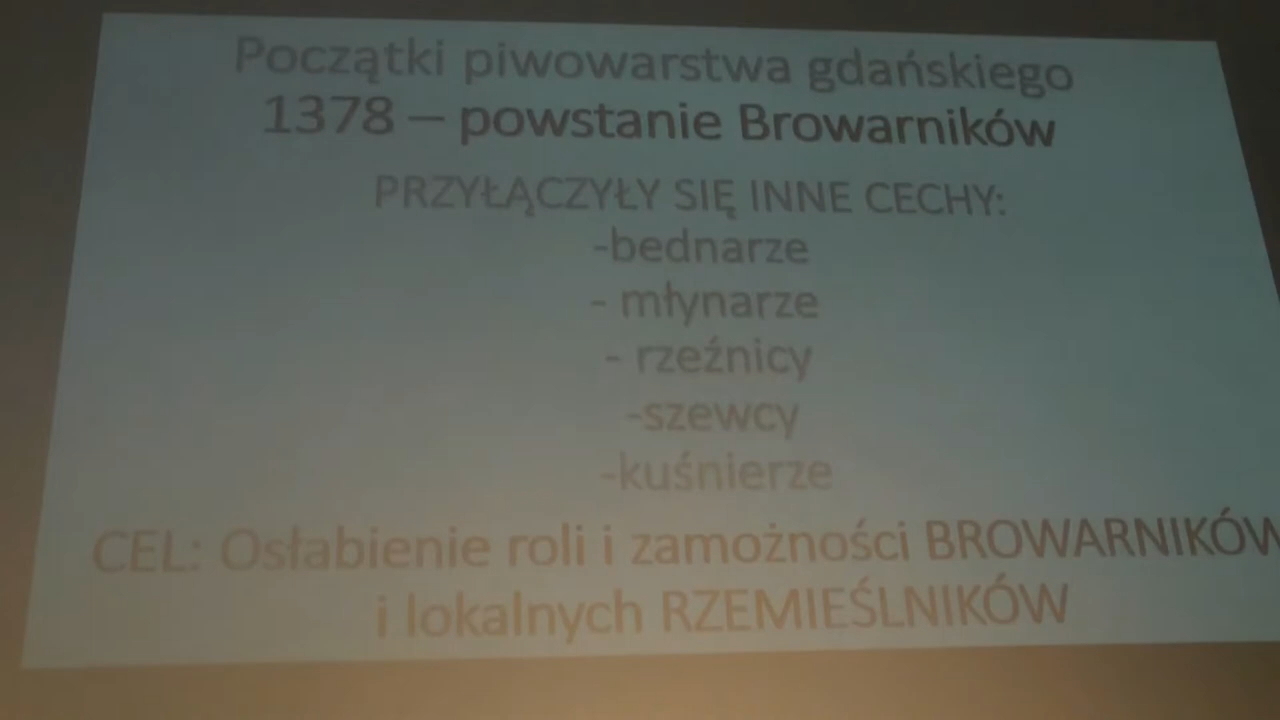 Początki piwowarstwa gdańskiego
1378 – powstanie Browarników
PRZYŁĄCZYŁY SIĘ INNE CECHY:
-bednarze
- młynarze
- rzeźnicy
-szewcy
-kuśnierze
CEL: Osłabienie roli i zamożności BROWARNIKÓW
i lokalnych RZEMIEŚLNIKÓW